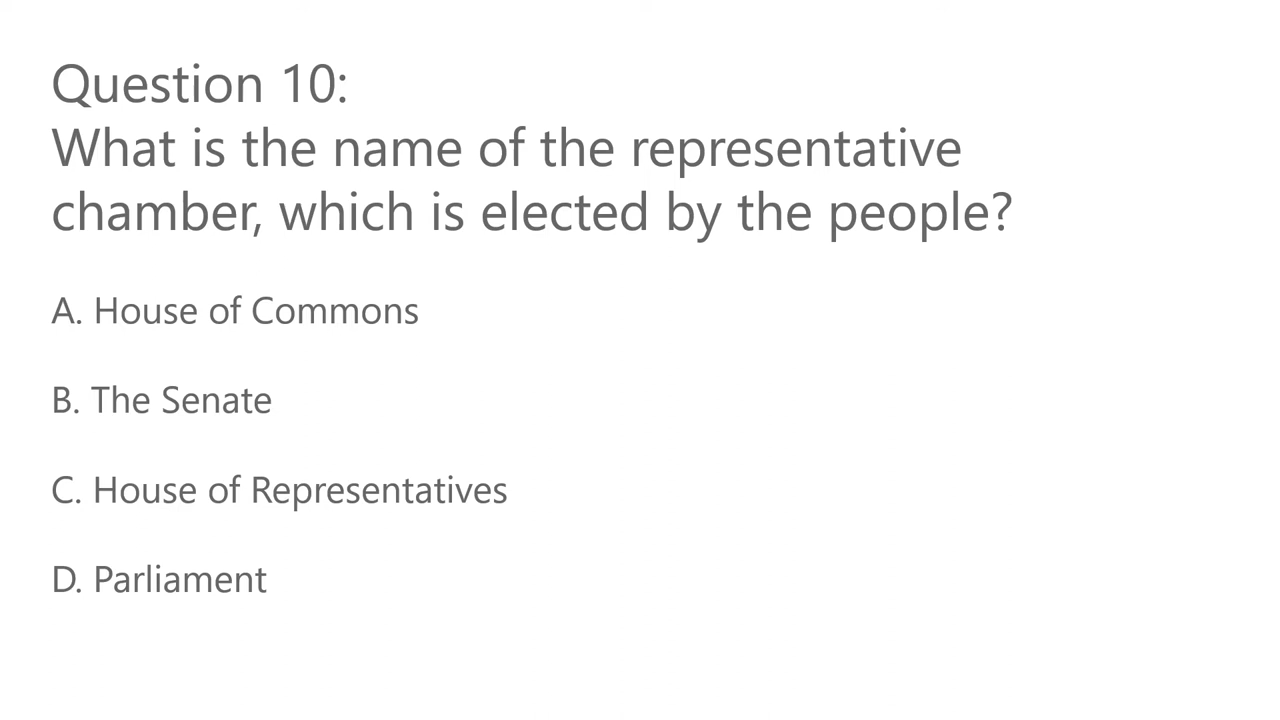 Question 10:
What is the name of the representative
chamber, which is elected by the people?
A. House of Commons
B. The Senate
C. House of Representatives
D. Parliament